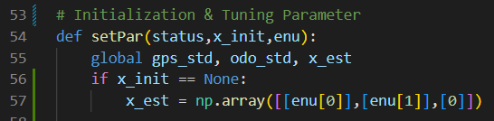 53 # Initialization & Tuning Parameter
54 def setPar(status,x_init,enu):
55     global gps_std, odo_std, x_est
56     if x_init == None:
57         x_est = np.array([[enu[0]],[enu[1]],[0]])